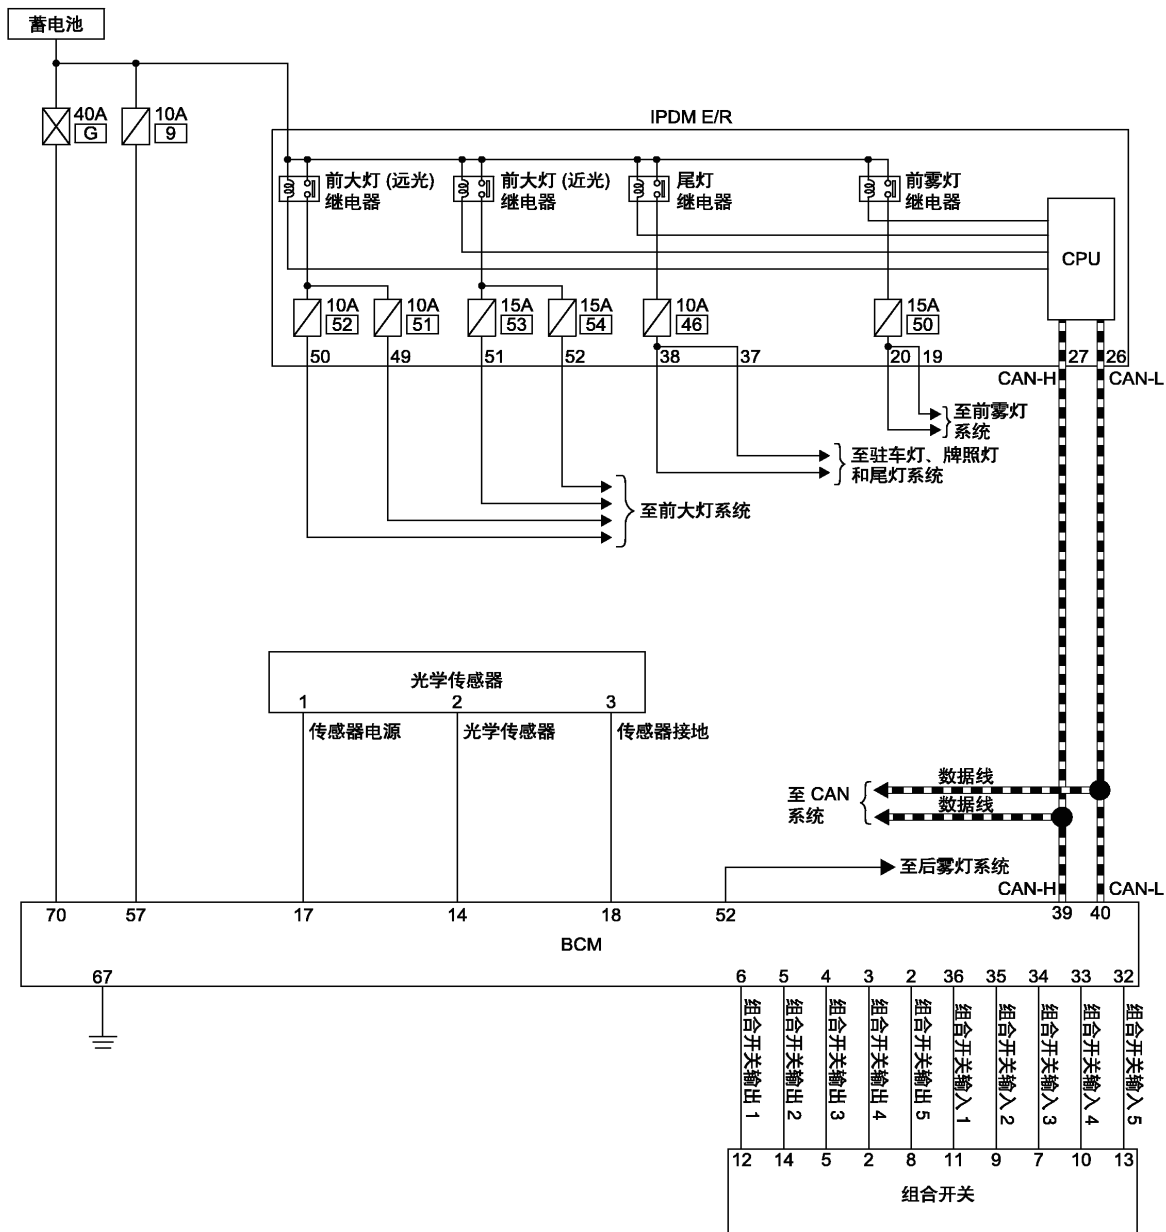 蓄电池
40A
G
10A
9
IPDM E/R
前大灯 (远光)
继电器
前大灯 (近光)
继电器
尾灯
继电器
前雾灯
继电器
CPU
10A
52
10A
51
15A
53
15A
54
10A
46
15A
50
50
49
51
52
38
37
20
19
27
26
CAN-H
CAN-L
至前雾灯
系统
至驻车灯、牌照灯
和尾灯系统
至前大灯系统
光学传感器
1
2
3
传感器电源
光学传感器
传感器接地
数据线
至 CAN
系统
数据线
至后雾灯系统
CAN-H
CAN-L
70
57
17
14
18
52
39
40
BCM
67
6
5
4
3
2
36
35
34
33
32
组合开关输出 1
组合开关输出 2
组合开关输出 3
组合开关输出 4
组合开关输出 5
组合开关输入 1
组合开关输入 2
组合开关输入 3
组合开关输入 4
组合开关输入 5
12
14
5
2
8
11
9
7
10
13
组合开关